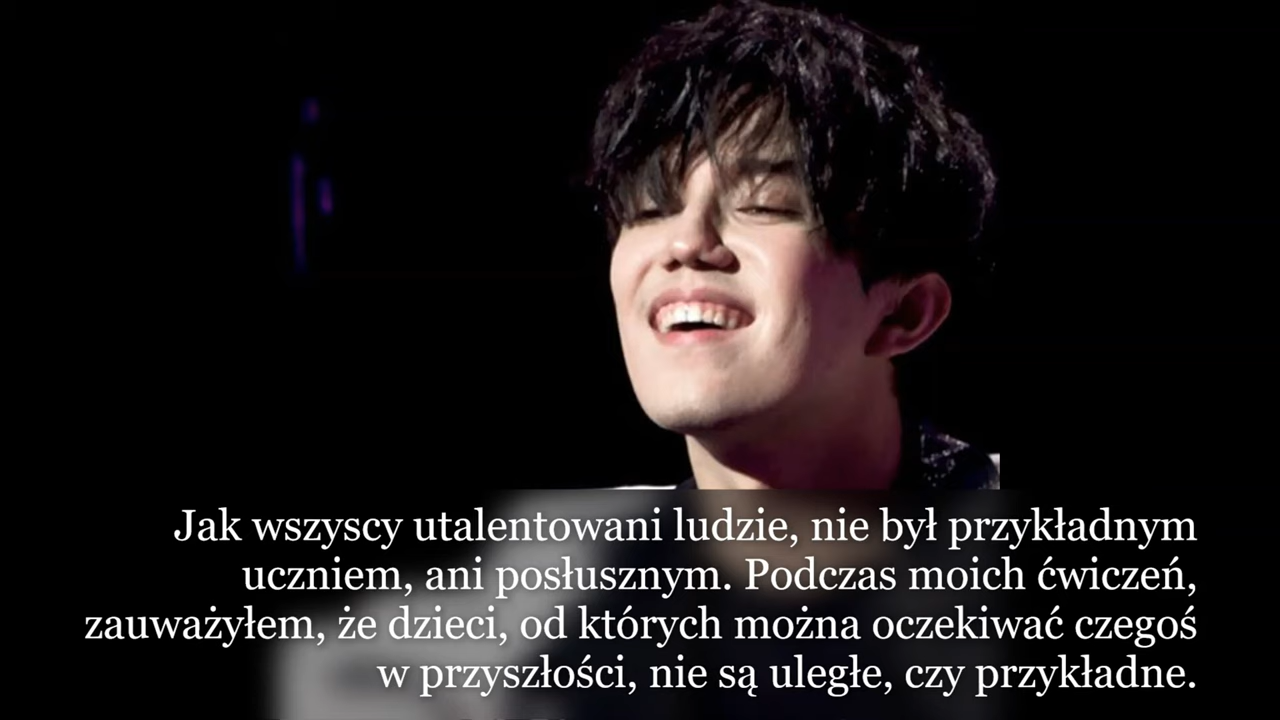 Jak wszyscy utalentowani ludzie, nie był przykładnym
uczniem, ani posłusznym. Podczas moich ćwiczeń,
zauważyłem, że dzieci, od których można oczekiwać czegoś
w przyszłości, nie są uległe, czy przykładne.